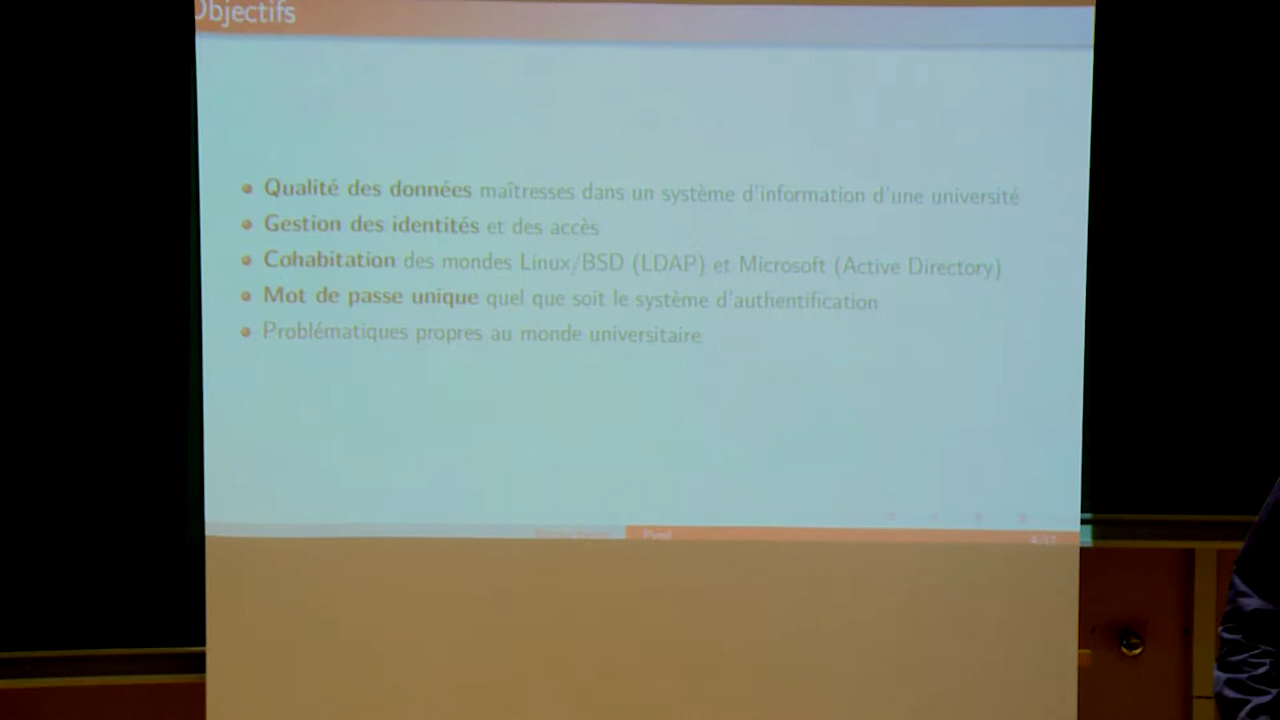 Objectifs
Qualité des données maîtresses dans un système d'information d'une université
Gestion des identités et des accès
Cohabitation des mondes Linux/BSD (LDAP) et Microsoft (Active Directory)
Mot de passe unique quel que soit le système d'authentification
Problématiques propres au monde universitaire